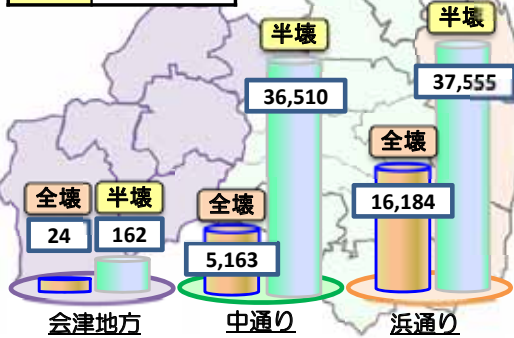 半壊
半壊
36,510
37,555
全壊
全壊
半壊
全壊
24
162
5,163
16,184
会津地方
中通り
浜通り